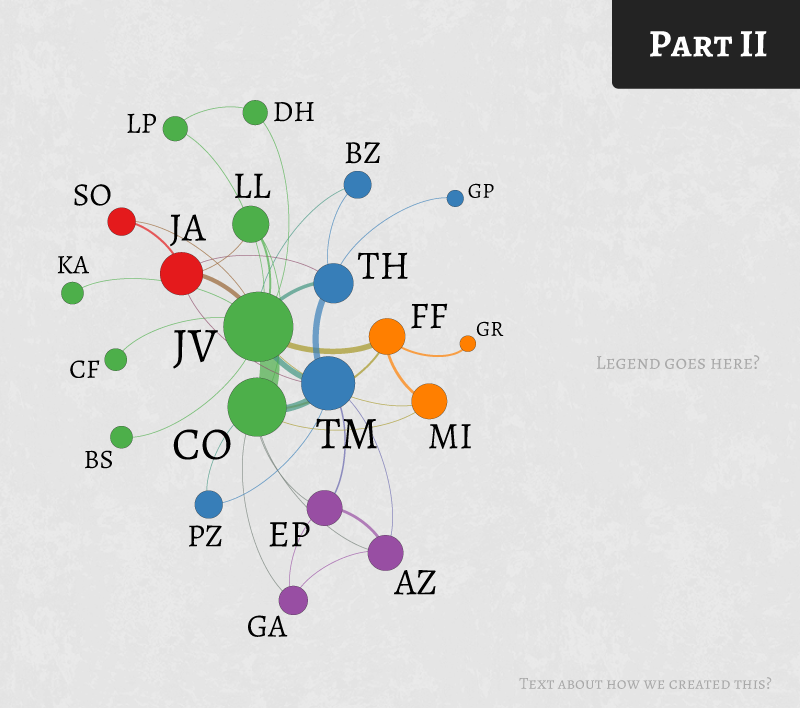 Part II
LP
DH
BZ
SO
LL
GP
JA
KA
TH
FF
GR
JV
Legend goes here?
CF
MI
TM
CO
BS
PZ
EP
AZ
GA
Text about how we created this?